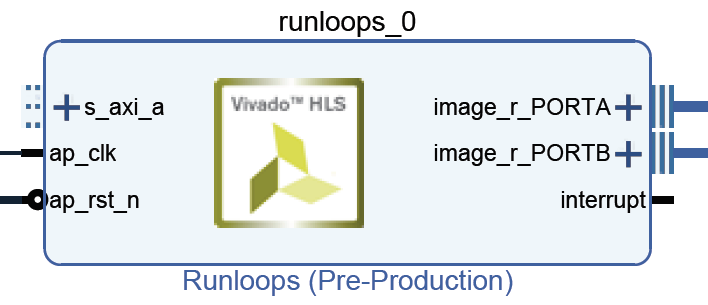 runloops_0
Vivado™ HLS
s_axi_a
ap_clk
ap_rst_n
image_r_PORTA
image_r_PORTB
interrupt
Runloops (Pre-Production)